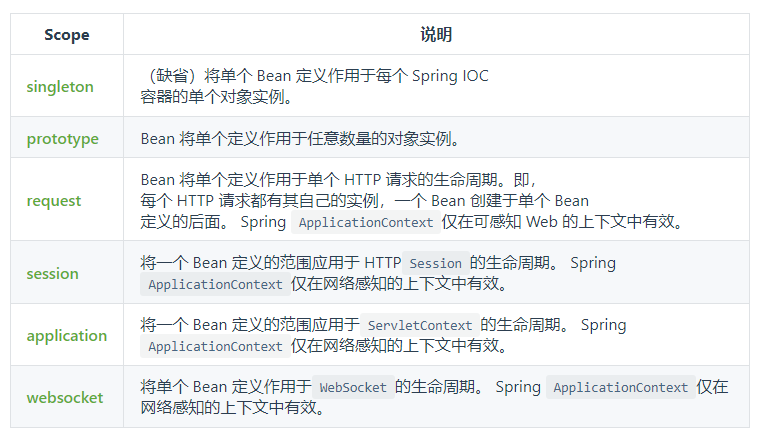 Scope 说明
singleton （缺省）将单个 Bean 定义作用于每个 Spring IOC
容器的单个对象实例。
prototype Bean 将单个定义作用于任意数量的对象实例。
Bean 将单个定义作用于单个 HTTP 请求的生命周期。即，
request 每个 HTTP 请求都有其自己的实例，一个 Bean 创建于单个 Bean
定义的后面。 Spring ApplicationContext 仅在可感知 Web 的上下文中有效。
session 将一个 Bean 定义的范围应用于 HTTP Session 的生命周期。 Spring
ApplicationContext 仅在网络感知的上下文中有效。
application 将一个 Bean 定义的范围应用于 ServletContext 的生命周期。 Spring
ApplicationContext 仅在网络感知的上下文中有效。
websocket 将单个 Bean 定义作用于 WebSocket 的生命周期。 Spring ApplicationContext 仅在
网络感知的上下文中有效。